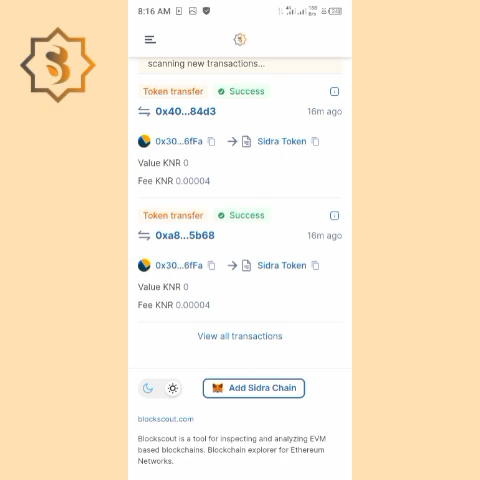 8:16 AM
scanning new transactions...
Token transfer Success
0x40...84d3 16m ago
0x30...6fFa Sidra Token
Value KNR 0
Fee KNR 0.00004
Token transfer Success
0xa8...5b68 16m ago
0x30...6fFa Sidra Token
Value KNR 0
Fee KNR 0.00004
View all transactions
Add Sidra Chain
blockscout.com
Blockscout is a tool for inspecting and analyzing EVM
based blockchains. Blockchain explorer for Ethereum
Networks.